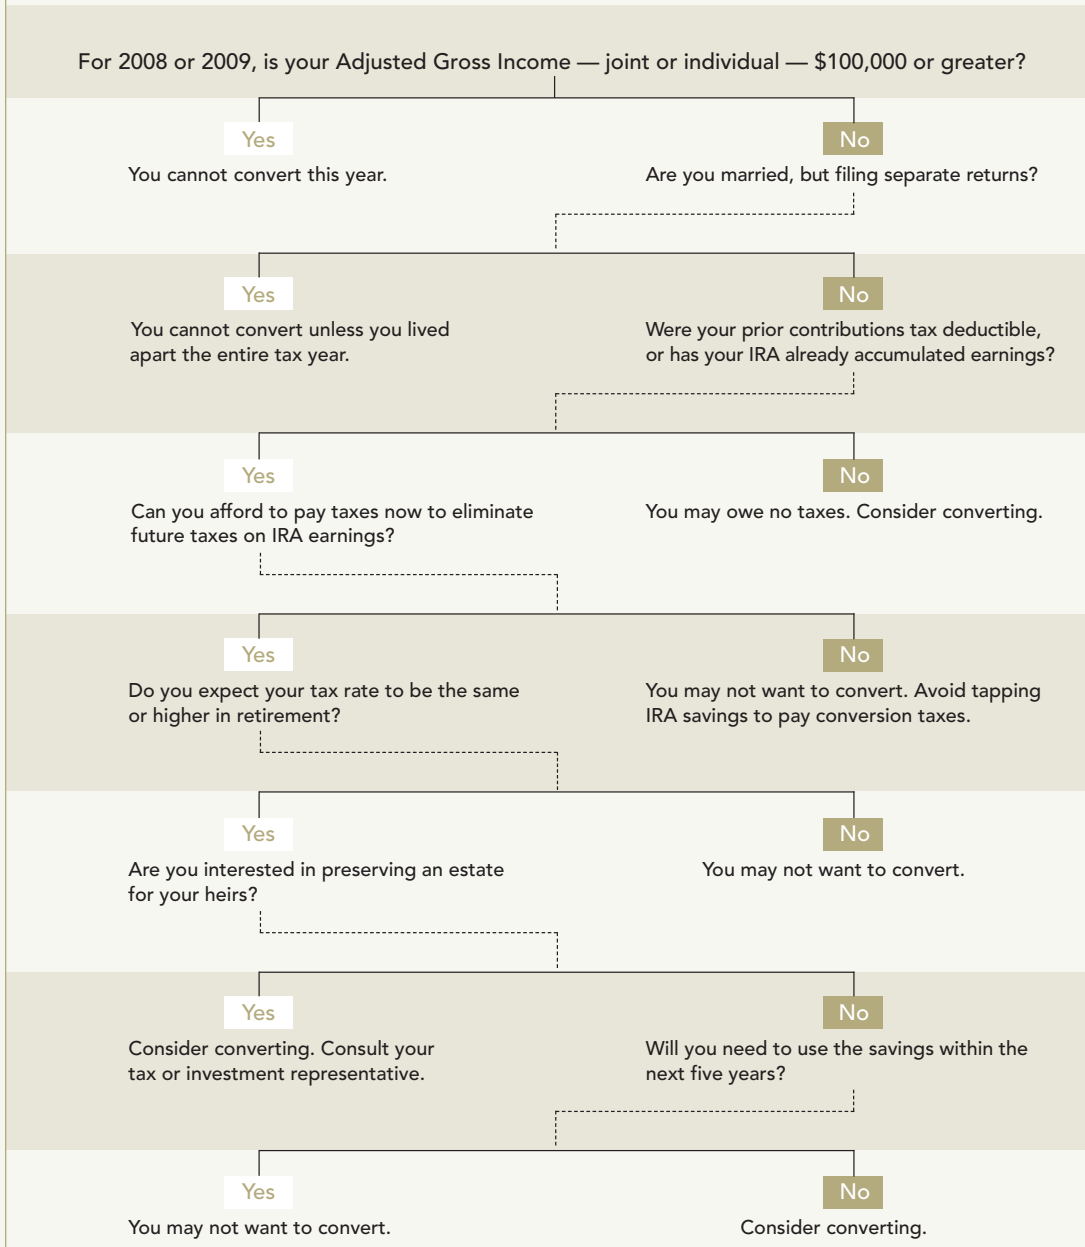 For 2008 or 2009, is your Adjusted Gross Income — joint or individual — $100,000 or greater?
Yes
You cannot convert this year.
No
Are you married, but filing separate returns?
Yes
You cannot convert unless you lived
apart the entire tax year.
No
Were your prior contributions tax deductible,
or has your IRA already accumulated earnings?
Yes
Can you afford to pay taxes now to eliminate
future taxes on IRA earnings?
No
You may owe no taxes. Consider converting.
Yes
Do you expect your tax rate to be the same
or higher in retirement?
No
You may not want to convert. Avoid tapping
IRA savings to pay conversion taxes.
Yes
Are you interested in preserving an estate
for your heirs?
No
You may not want to convert.
Yes
Consider converting. Consult your
tax or investment representative.
No
Will you need to use the savings within the
next five years?
Yes
You may not want to convert.
No
Consider converting.